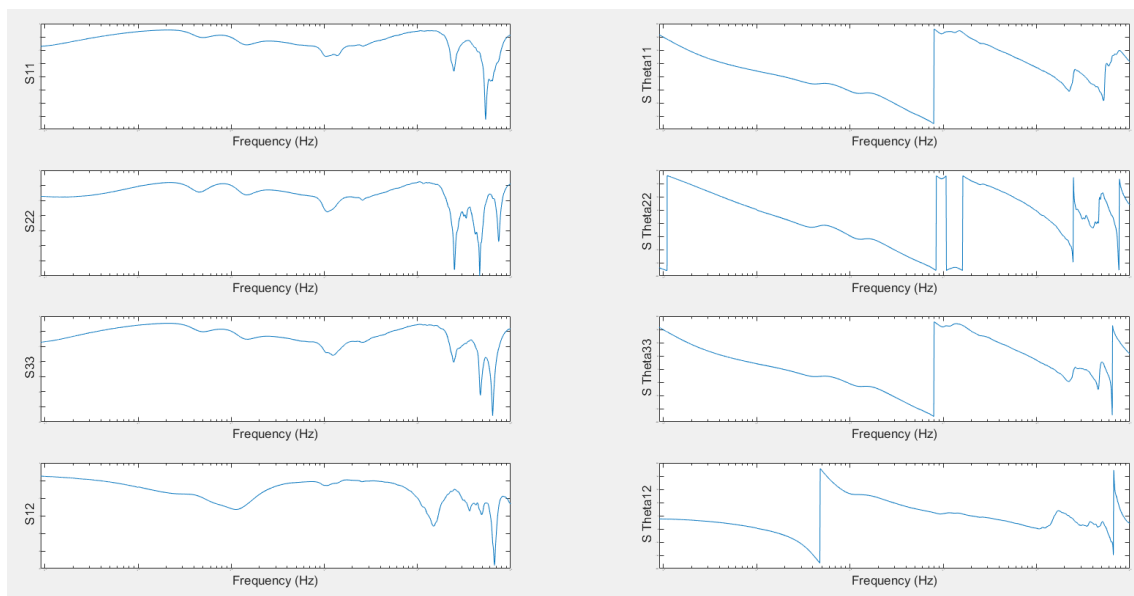 S11
Frequency (Hz)
S Theta11
Frequency (Hz)
S22
Frequency (Hz)
S Theta22
Frequency (Hz)
S33
Frequency (Hz)
S Theta33
Frequency (Hz)
S12
Frequency (Hz)
S Theta12
Frequency (Hz)